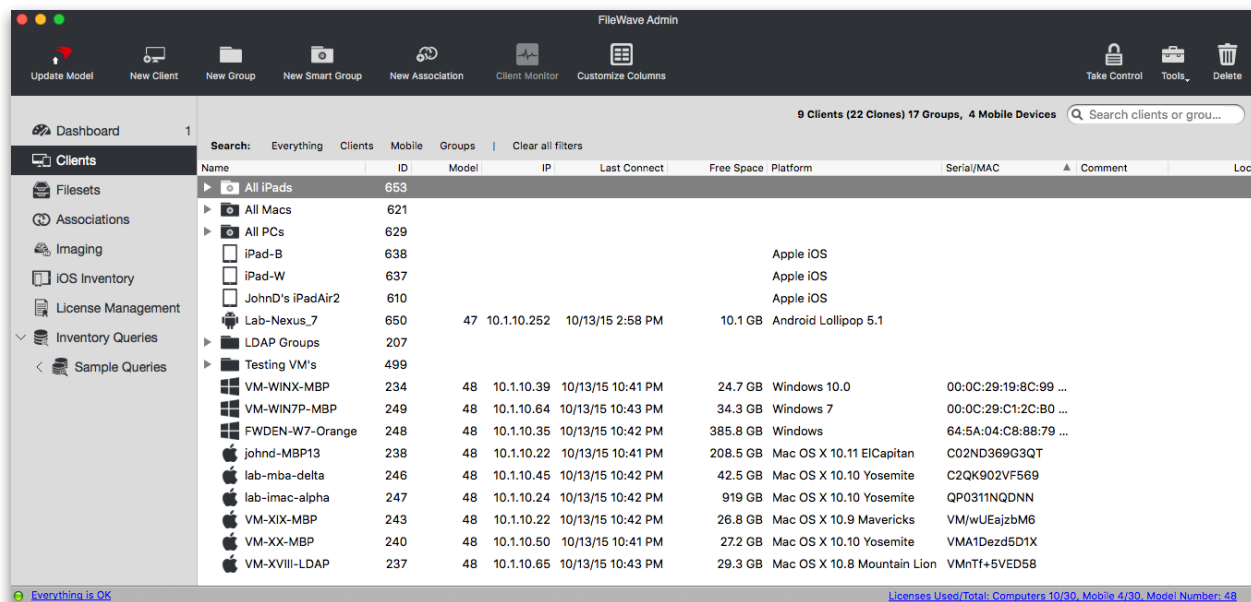 FileWave Admin
Update Model New Client New Group New Smart Group New Association Client Monitor Customize Columns Take Control Tools Delete
9 Clients (22 Clones) 17 Groups, 4 Mobile Devices Search clients or grou...
Dashboard 1
Clients
Filesets
Associations
Imaging
iOS Inventory
License Management
Inventory Queries
Sample Queries
Search: Everything Clients Mobile Groups | Clear all filters
Name ID Model IP Last Connect Free Space Platform Serial/MAC Comment Loc
All iPads 653
All Macs 621
All PCs 629
iPad-B 638 Apple iOS
iPad-W 637 Apple iOS
JohnD's iPadAir2 610 Apple iOS
Lab-Nexus_7 650 47 10.1.10.252 10/13/15 2:58 PM 10.1 GB Android Lollipop 5.1
LDAP Groups 207
Testing VM's 499
VM-WINX-MBP 234 48 10.1.10.39 10/13/15 10:41 PM 24.7 GB Windows 10.0 00:0C:29:19:8C:99 ...
VM-WIN7P-MBP 249 48 10.1.10.64 10/13/15 10:43 PM 34.3 GB Windows 7 00:0C:29:C1:2C:B0 ...
FWDEN-W7-Orange 248 48 10.1.10.35 10/13/15 10:42 PM 385.8 GB Windows 64:5A:04:C8:88:79 ...
johnd-MBP13 238 48 10.1.10.22 10/13/15 10:41 PM 208.5 GB Mac OS X 10.11 ElCapitan C02ND369G3QT
lab-mba-delta 246 48 10.1.10.45 10/13/15 10:42 PM 42.5 GB Mac OS X 10.10 Yosemite C2QK902VF569
lab-imac-alpha 247 48 10.1.10.24 10/13/15 10:42 PM 919 GB Mac OS X 10.10 Yosemite QP0311NQDNN
VM-XIX-MBP 243 48 10.1.10.22 10/13/15 10:42 PM 26.8 GB Mac OS X 10.9 Mavericks VM/wUEajzbM6
VM-XX-MBP 240 48 10.1.10.50 10/13/15 10:41 PM 27.2 GB Mac OS X 10.10 Yosemite VMA1Dezd5D1X
VM-XVIII-LDAP 237 48 10.1.10.65 10/13/15 10:43 PM 29.3 GB Mac OS X 10.8 Mountain Lion VMnTf+5VED58
Everything is OK Licenses Used/Total: Computers 10/30, Mobile 4/30, Model Number: 48